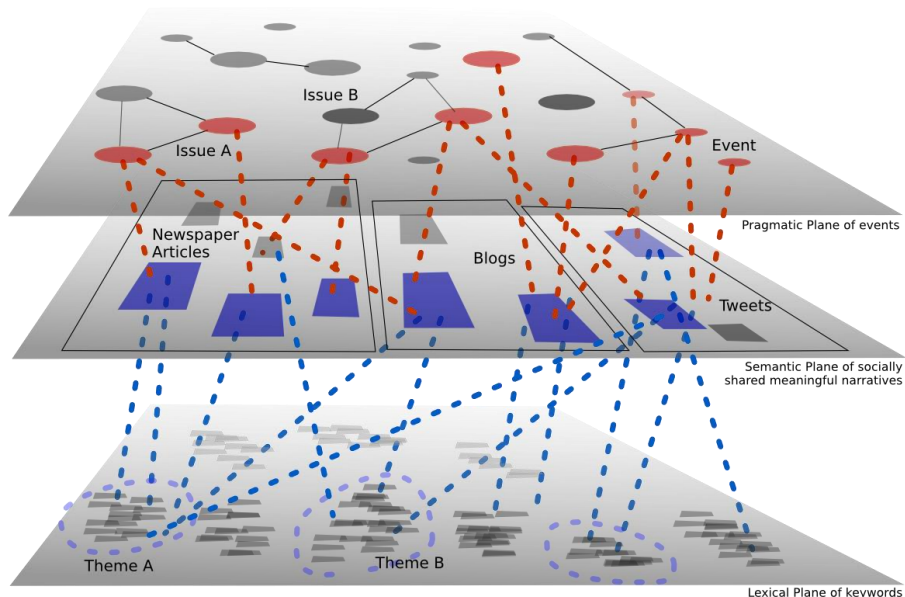 Issue B
Issue A
Event
Pragmatic Plane of events
Newspaper
Articles
Blogs
Tweets
Semantic Plane of socially
shared meaningful narratives
Theme A
Theme B
Lexical Plane of keywords